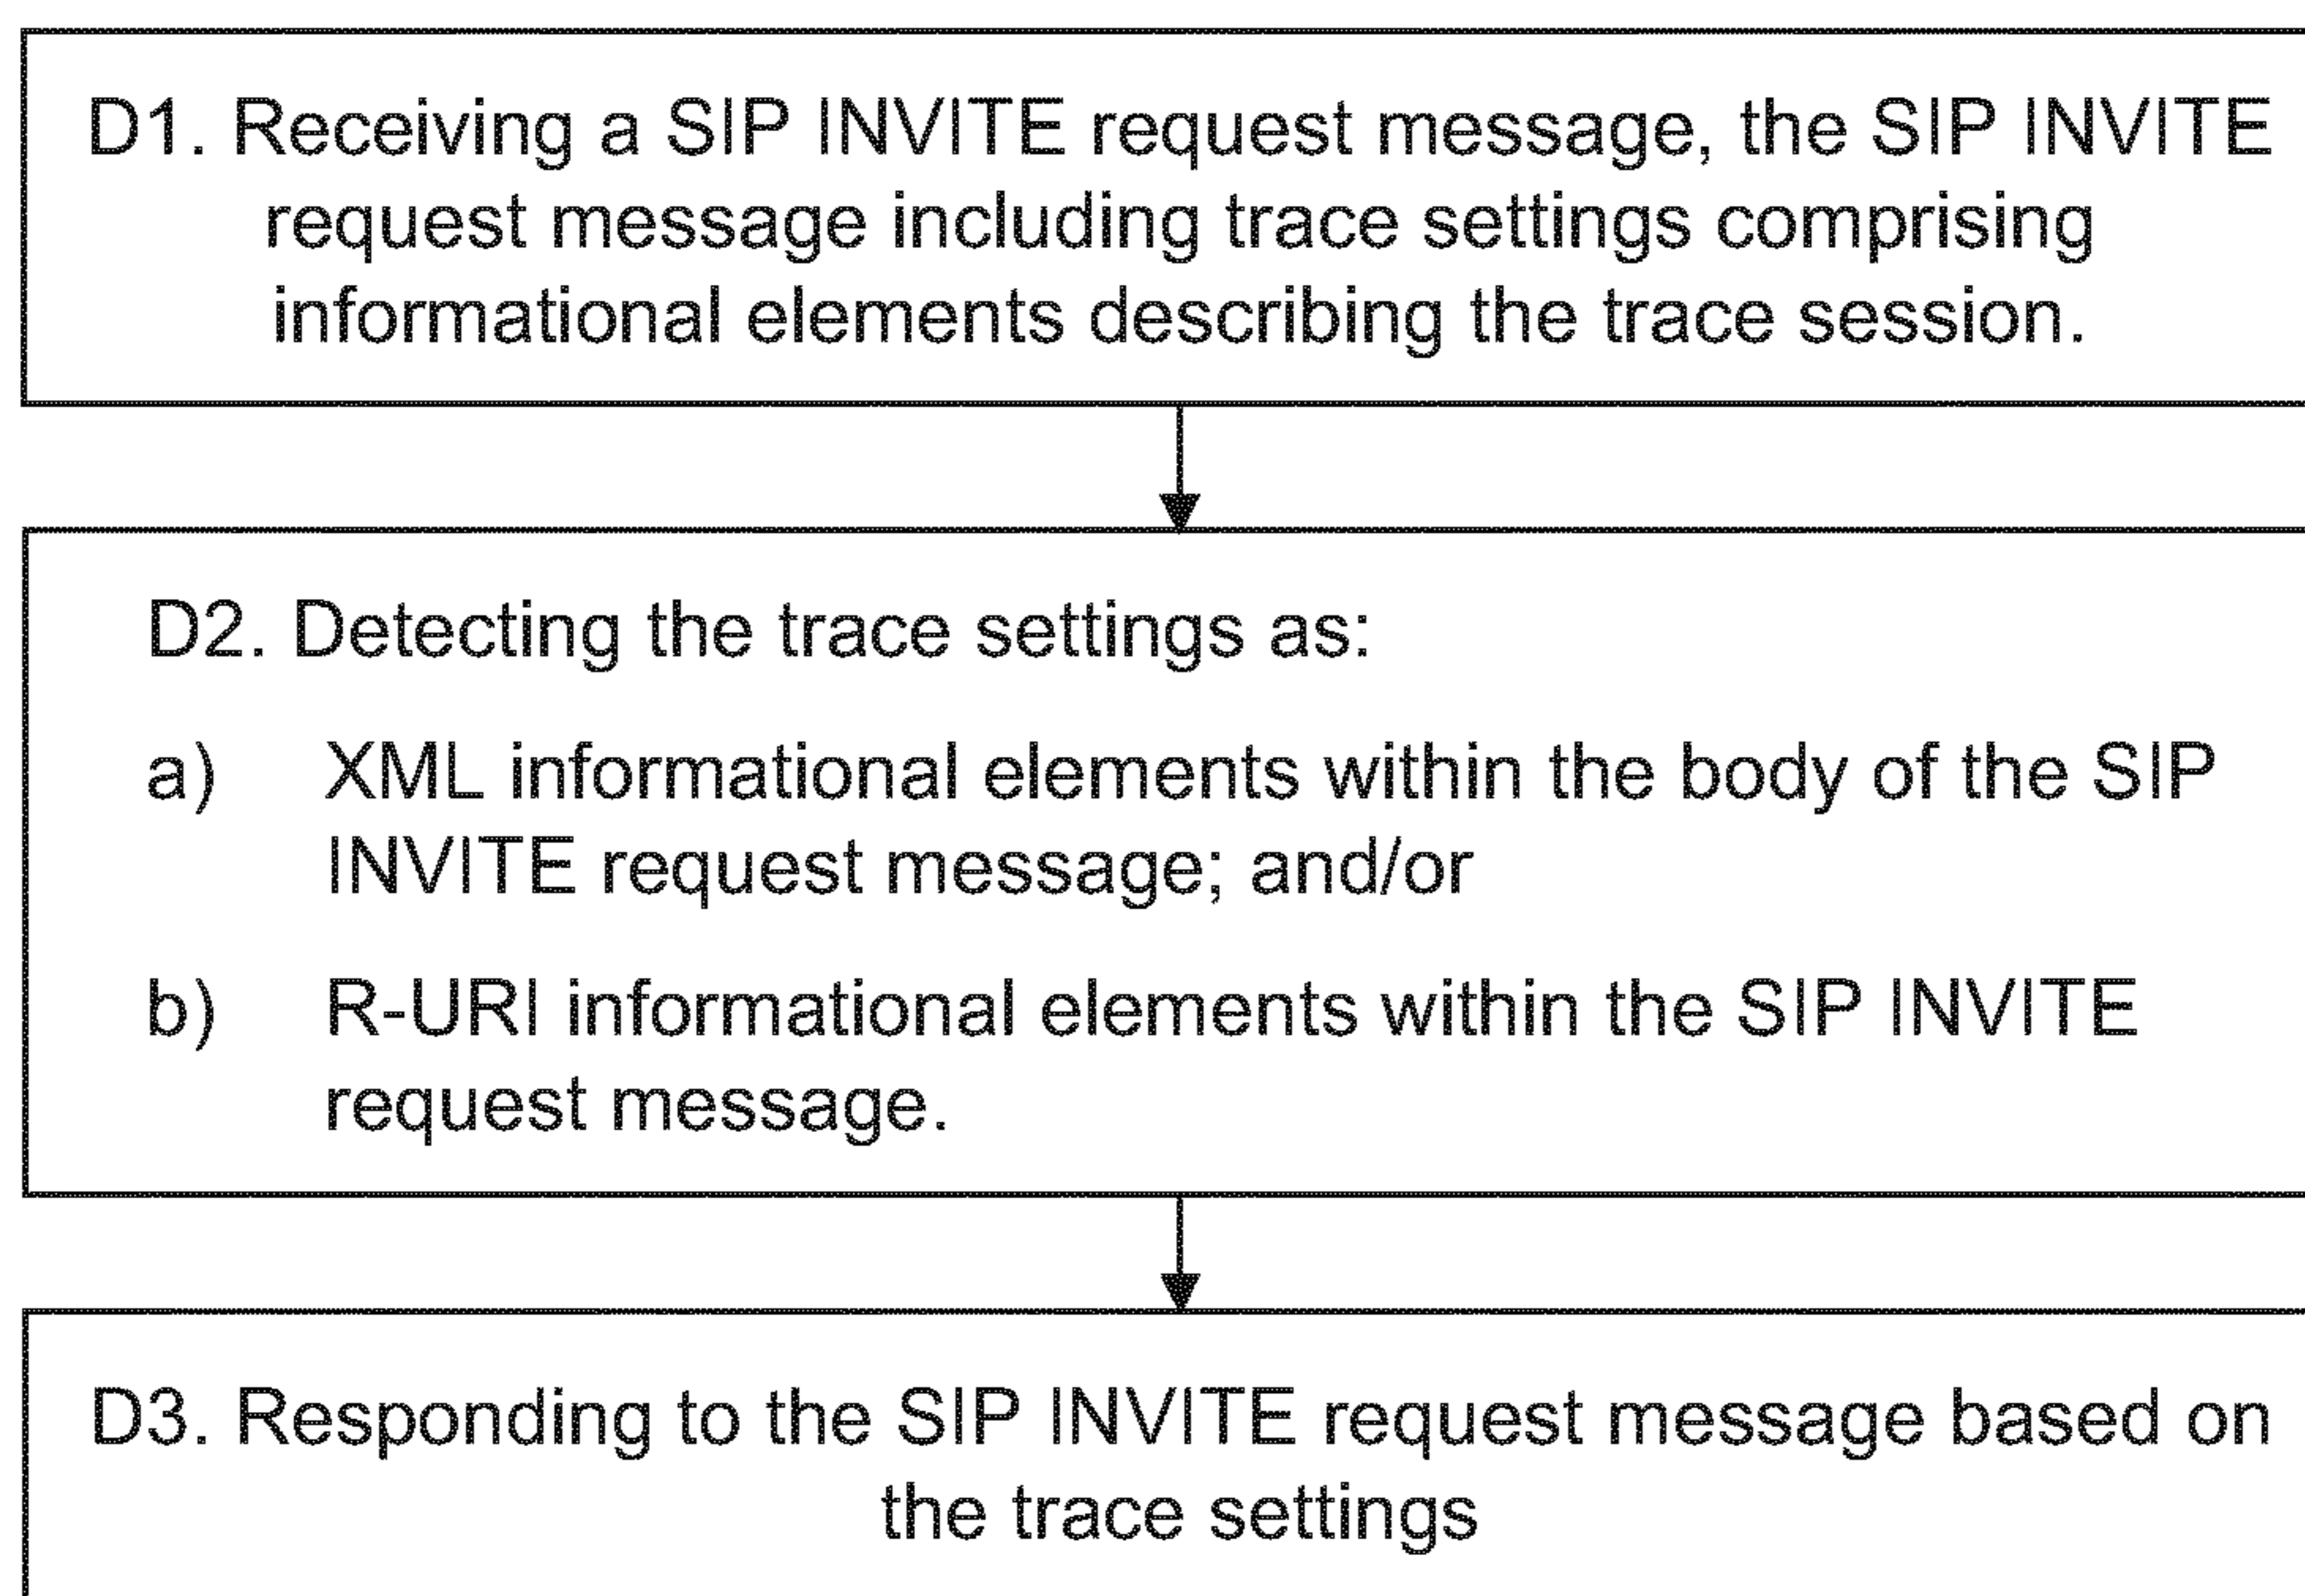 D1. Receiving a SIP INVITE request message, the SIP INVITE
request message including trace settings comprising
informational elements describing the trace session.
D2. Detecting the trace settings as:
a) XML informational elements within the body of the SIP
INVITE request message; and/or
b) R-URI informational elements within the SIP INVITE
request message.
D3. Responding to the SIP INVITE request message based on
the trace settings